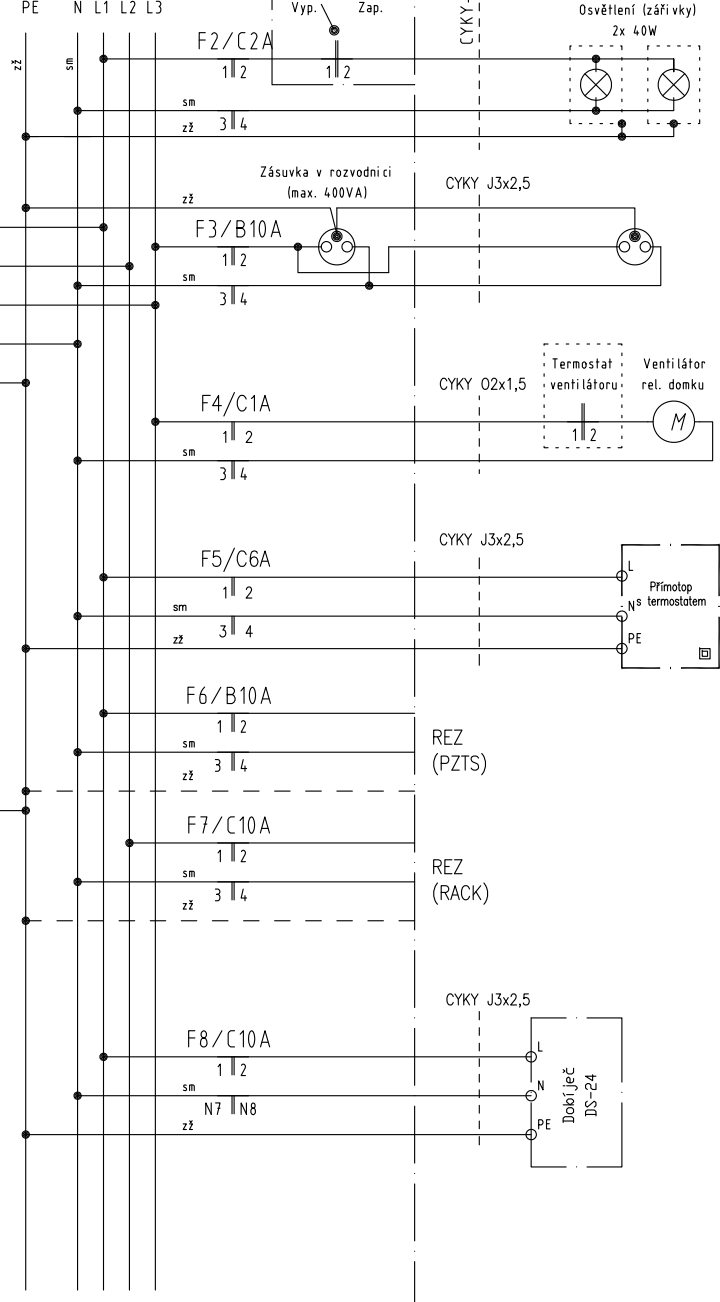 PE N L1 L2 L3
Vyp. Zap.
CYKY-
Osvětlení (zářivky)
2x 40W
zž
sm
F2/C2A
1 2
1 2
sm
zž
3 4
Zásuvka v rozvodnici
(max. 400VA)
CYKY J3x2,5
zž
F3/B10A
1 2
sm
3 4
Termostat
ventilátoru
Ventilátor
rel. domku
CYKY O2x1,5
F4/C1A
1 2
1 2
M
sm
3 4
CYKY J3x2,5
F5/C6A
1 2
L
Přímotop
s termostatem
sm
N
3 4
zž
PE
F6/B10A
1 2
sm
3 4
zž
REZ
(PZTS)
F7/C10A
1 2
sm
3 4
zž
REZ
(RACK)
CYKY J3x2,5
F8/C10A
1 2
L
sm
N
N7 N8
zž
PE
Dobíječ
DS-24